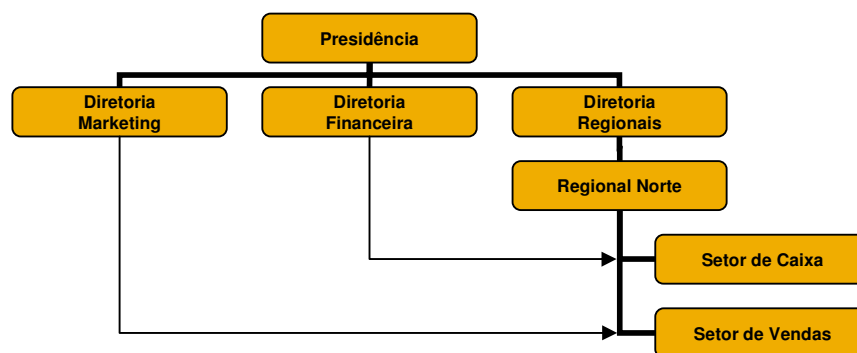 Presidência
Diretoria
Marketing
Diretoria
Financeira
Diretoria
Regionais
Regional Norte
Setor de Caixa
Setor de Vendas